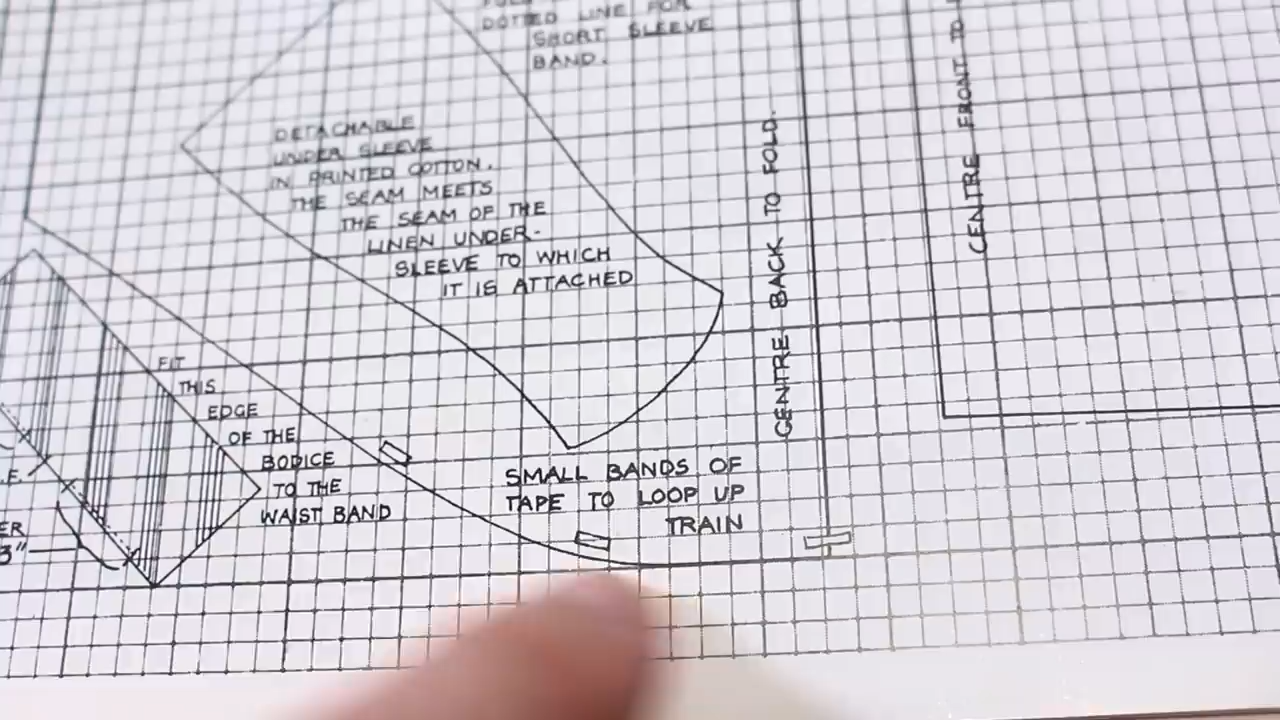 DOTTED LINE FOR
SHORT SLEEVE
BAND.
DETACHABLE
UNDER SLEEVE
IN PRINTED COTTON.
THE SEAM MEETS
THE SEAM OF THE
LINEN UNDER-
SLEEVE TO WHICH
IT IS ATTACHED
CENTRE BACK TO FOLD.
CENTRE FRONT TO
FIT
THIS
EDGE
OF THE
BODICE
TO THE
WAIST BAND
SMALL BANDS OF
TAPE TO LOOP UP
TRAIN
3"